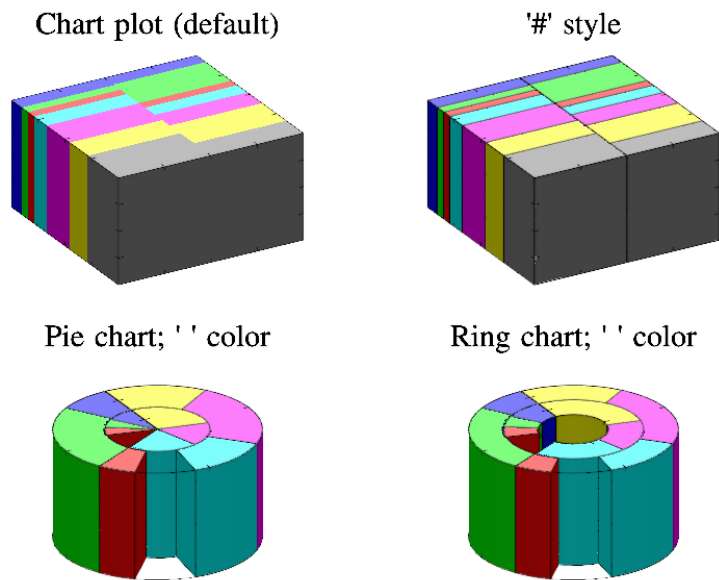 Chart plot (default)
'#' style
Pie chart; ' ' color
Ring chart; ' ' color